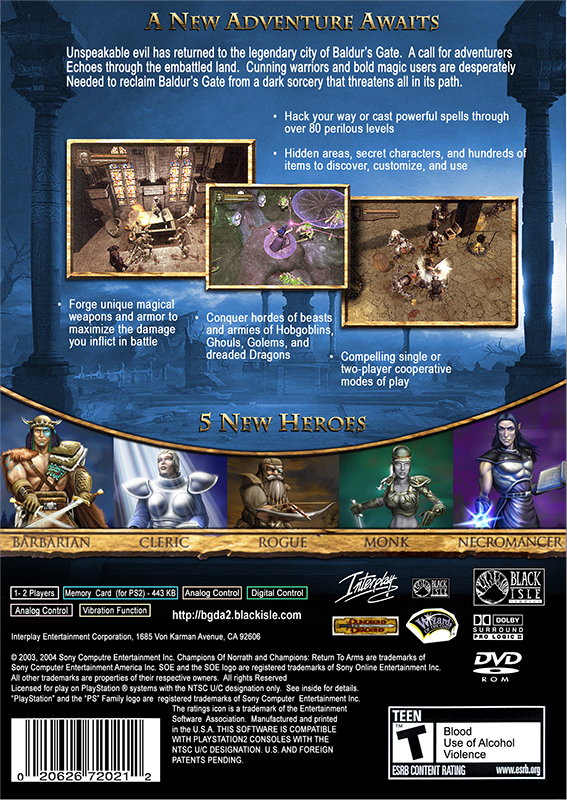 A NEW ADVENTURE AWAITS
Unspeakable evil has returned to the legendary city of Baldur's Gate. A call for adventurers
Echoes through the embattled land. Cunning warriors and bold magic users are desperately
Needed to reclaim Baldur's Gate from a dark sorcery that threatens all in its path.
• Hack your way or cast powerful spells through
over 80 perilous levels
• Hidden areas, secret characters, and hundreds of
items to discover, customize, and use
• Forge unique magical
weapons and armor to
maximize the damage
you inflict in battle
• Conquer hordes of beasts
and armies of Hobgoblins,
Ghouls, Golems, and
dreaded Dragons
• Compelling single or
two-player cooperative
modes of play
5 NEW HEROES
BARBARIAN
CLERIC
ROGUE
MONK
NECROMANCER
1- 2 Players
Memory Card (for PS2) - 443 KB
Analog Control
Digital Control
Analog Control
Vibration Function
http://bgda2.blackisle.com
Interplay
BLACK
ISLE
BLACK
ISLE
STUDIOS
DUNGEONS
DRAGONS
WIZARDS
DOLBY
SURROUND
PRO LOGIC II
DVD
ROM
Interplay Entertainment Corporation, 1685 Von Karman Avenue, CA 92606
© 2003, 2004 Sony Computre Entertainment Inc. Champions Of Norrath and Champions: Return To Arms are trademarks of
Sony Computer Entertainment America Inc. SOE and the SOE logo are registered trademarks of Sony Online Entertainment Inc.
All other trademarks are properties of their respective owners. All rights Reserved
Licensed for play on PlayStation ® systems with the NTSC U/C designation only. See inside for details.
"PlayStation" and the "PS" Family logo are registered trademarks of Sony Computer Entertainment Inc.
The ratings icon is a trademark of the Entertainment
Software Association. Manufactured and printed
in the U.S.A. THIS SOFTWARE IS COMPATIBLE
WITH PLAYSTATION2 CONSOLES WITH THE
NTSC U/C DESIGNATION. U.S. AND FOREIGN
PATENTS PENDING.
0 20626 72021 2
TEEN
T
Blood
Use of Alcohol
Violence
ESRB CONTENT RATING
www.esrb.org